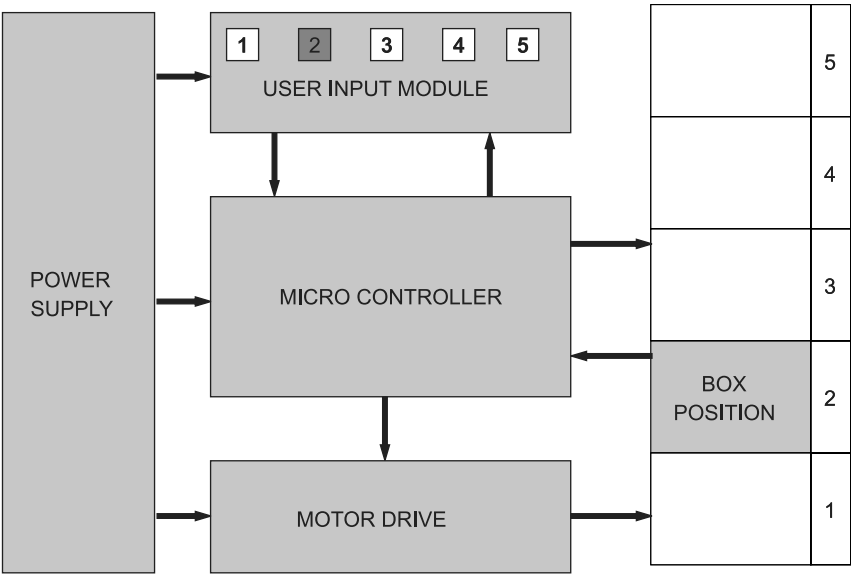 1 2 3 4 5
USER INPUT MODULE
POWER
SUPPLY
MICRO CONTROLLER
MOTOR DRIVE
5
4
3
BOX
POSITION
2
1